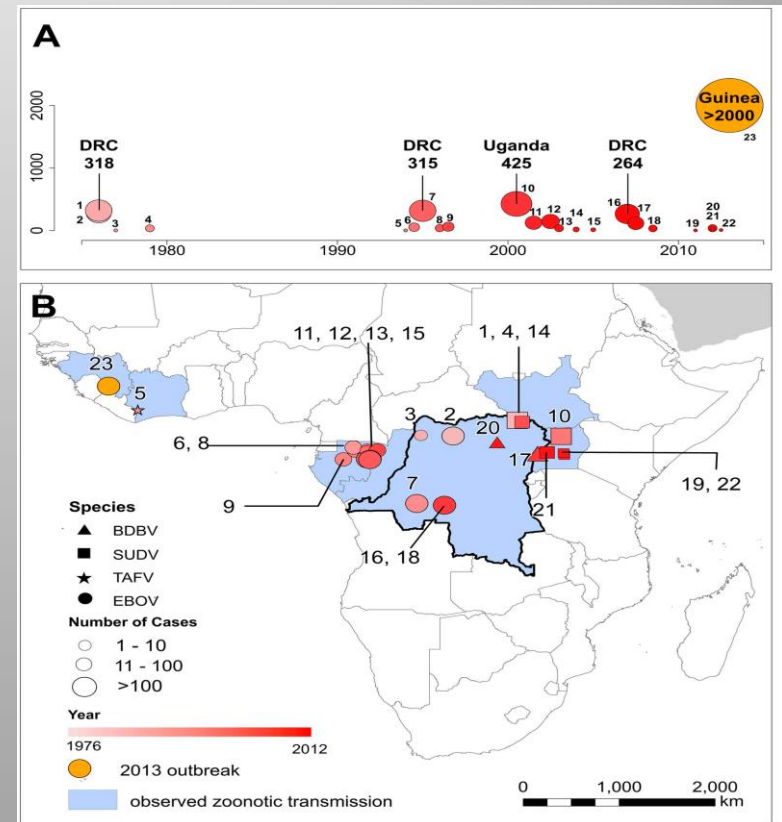 A
2000
1000
0
DRC
318
DRC
315
Uganda
425
DRC
264
Guinea
>2000
23
1
2
3
4
5
6
7
8
9
10
11
12
13
14
15
16
17
18
19
20
21
22
1980
1990
2000
2010
B
11, 12, 13, 15
1, 4, 14
23
5
3
2
20
10
6, 8
17
9
7
21
19, 22
16, 18
Species
BDBV
SUDV
TAFV
EBOV
Number of Cases
1 - 10
11 - 100
>100
Year
1976
2012
2013 outbreak
observed zoonotic transmission
0
1,000
2,000
km